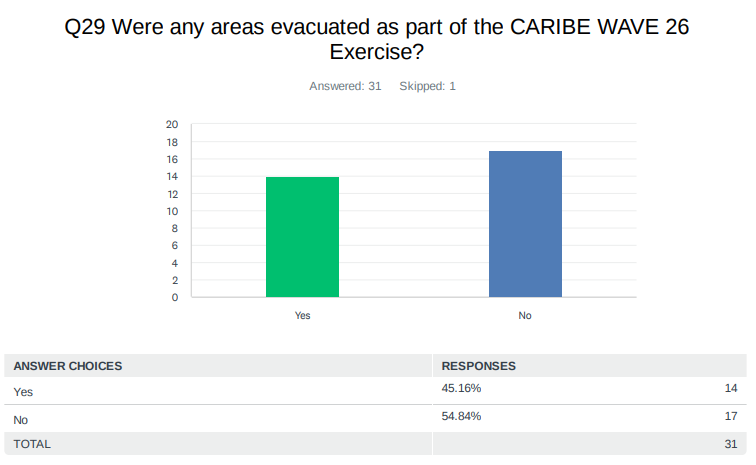 Q29 Were any areas evacuated as part of the CARIBE WAVE 26
Exercise?
Answered: 31 Skipped: 1
20
18
16
14
12
10
8
6
4
2
0
Yes No
ANSWER CHOICES RESPONSES
Yes 45.16% 14
No 54.84% 17
TOTAL 31